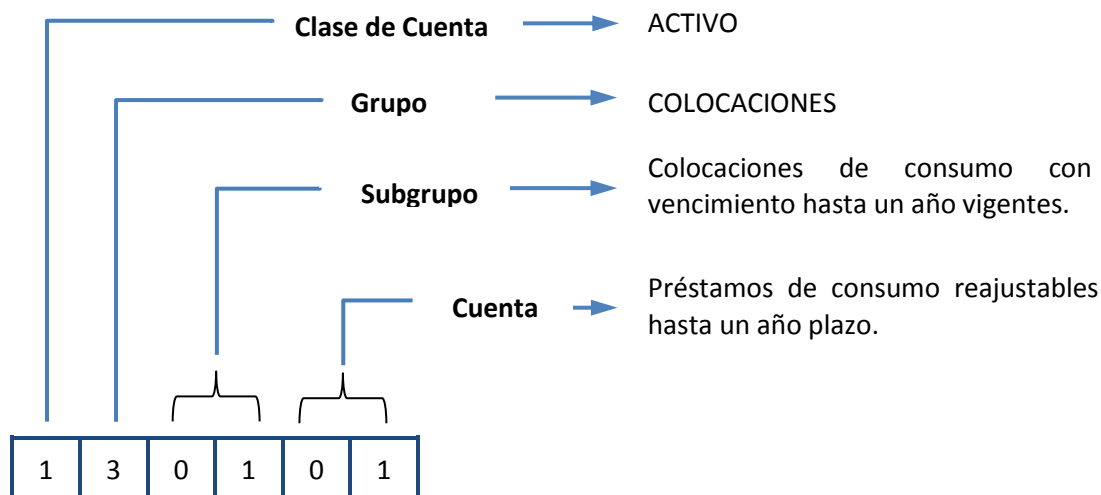 Clase de Cuenta ACTIVO
Grupo COLOCACIONES
Subgrupo Colocaciones de consumo con
vencimiento hasta un año vigentes.
Cuenta Préstamos de consumo reajustables
hasta un año plazo.
1 3 0 1 0 1